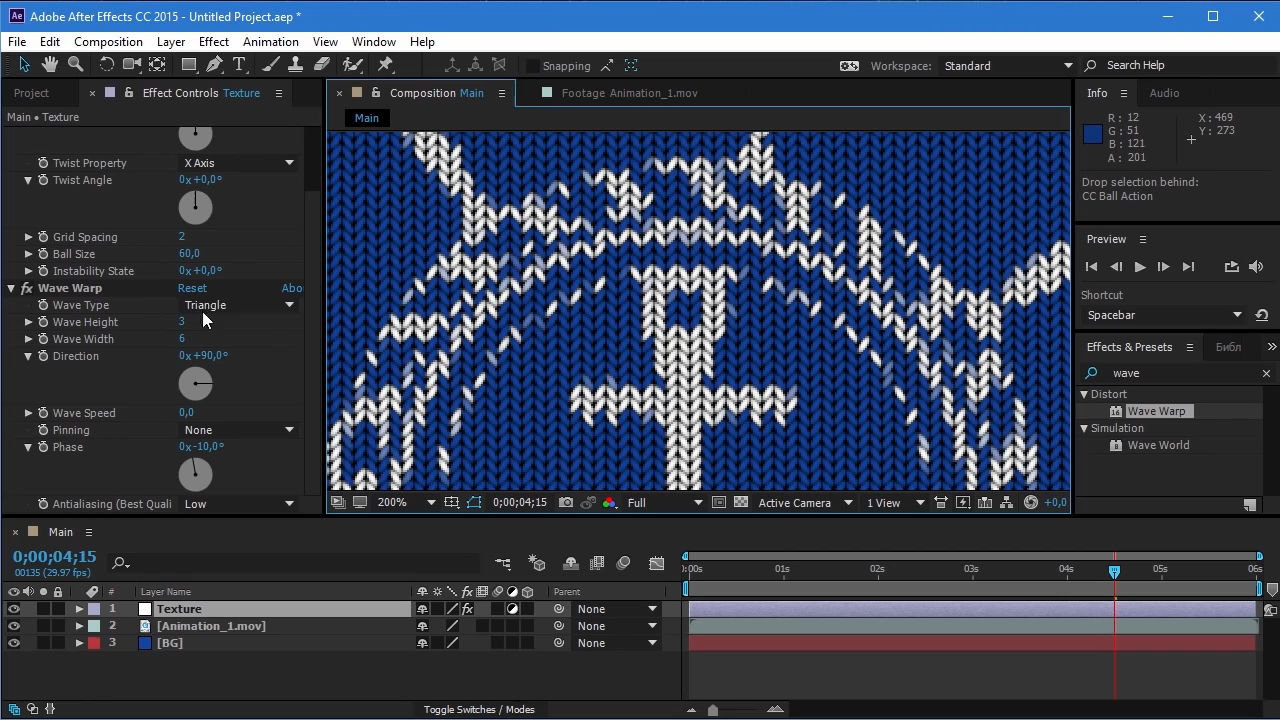 Ae Adobe After Effects CC 2015 - Untitled Project.aep *
File Edit Composition Layer Effect Animation View Window Help
Snapping Workspace: Standard Search Help
Project × Effect Controls Texture × Composition Main Footage Animation_1.mov Info Audio
Main • Texture
Main
R : 12 X : 469
G : 51 Y : 273
B : 121
A : 201
Drop selection behind:
CC Ball Action
Twist Property X Axis
Twist Angle 0x+0,0°
Grid Spacing 2
Ball Size 60,0
Instability State 0x+0,0°
fx Wave Warp Reset Abo
Wave Type Triangle
Wave Height 3
Wave Width 6
Direction 0x+90,0°
Wave Speed 0,0
Pinning None
Phase 0x-10,0°
Antialiasing (Best Quali Low
Preview
Shortcut
Spacebar
Effects & Presets Библ »
wave ×
Distort
16 Wave Warp
Simulation
8 Wave World
200% 0;00;04;15 Full Active Camera 1 View +0,0
× Main
0;00;04;15
00135 (29.97 fps)
:00s 01s 02s 03s 04s 05s 06s
# Layer Name fx Parent
1 Texture fx None
2 [Animation_1.mov] None
3 [BG] None
Toggle Switches / Modes